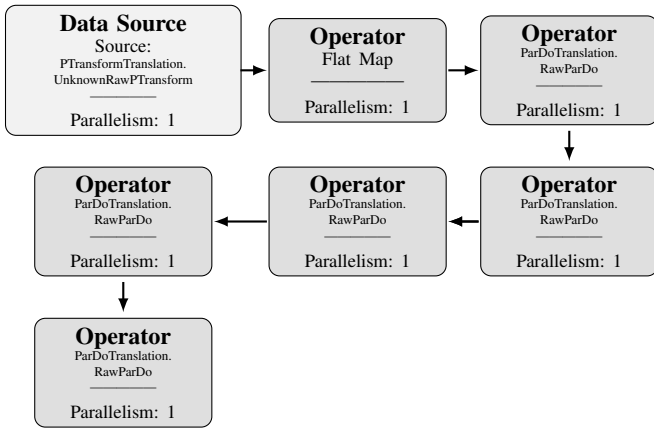 Data Source
Source:
PTransformTranslation.
UnknownRawPTransform
Parallelism: 1
Operator
Flat Map
Parallelism: 1
Operator
ParDoTranslation.
RawParDo
Parallelism: 1
Operator
ParDoTranslation.
RawParDo
Parallelism: 1
Operator
ParDoTranslation.
RawParDo
Parallelism: 1
Operator
ParDoTranslation.
RawParDo
Parallelism: 1
Operator
ParDoTranslation.
RawParDo
Parallelism: 1